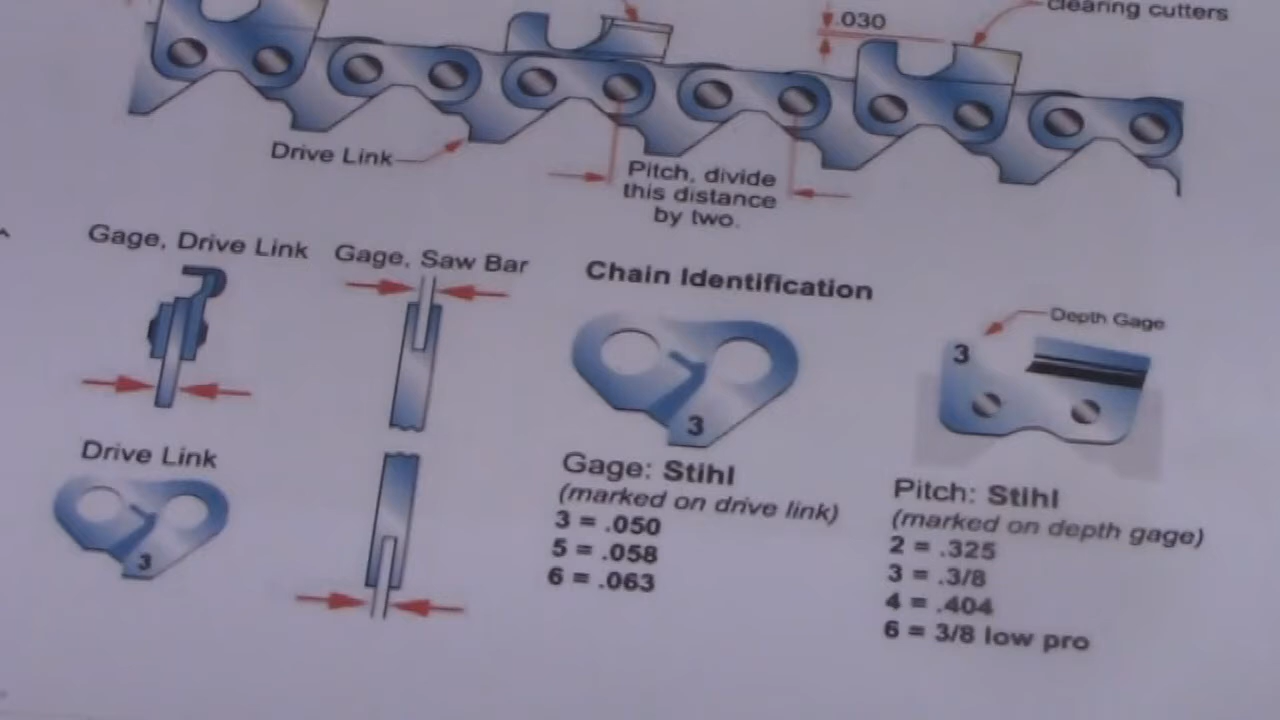 clearing cutters
.030
Drive Link
Pitch, divide
this distance
by two.
Gage, Drive Link
Gage, Saw Bar
Chain Identification
Depth Gage
3
3
Drive Link
3
Gage: Stihl
(marked on drive link)
3 = .050
5 = .058
6 = .063
Pitch: Stihl
(marked on depth gage)
2 = .325
3 = .3/8
4 = .404
6 = 3/8 low pro